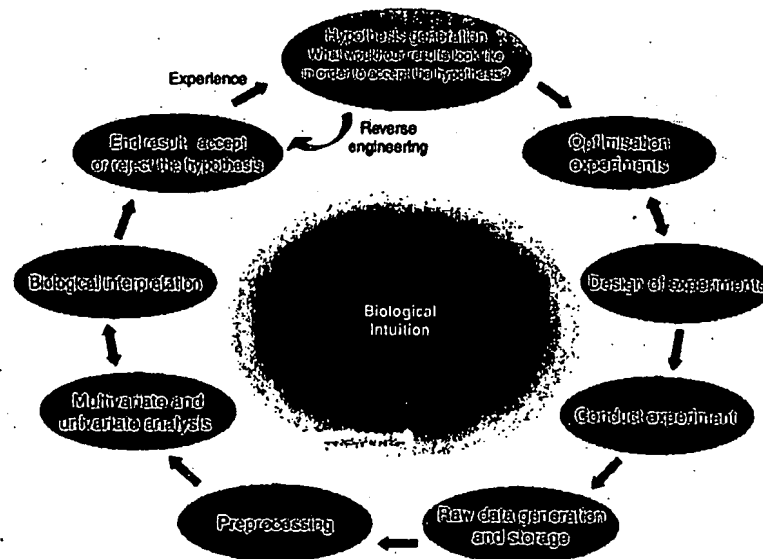 Hypothesis generation
What would our results look like
in order to accept the hypothesis?
Experience
Reverse
engineering
End result accept
or reject the hypothesis
Optimisation
experiments
Biological interpretation
Design of experiments
Biological
Intuition
Multivariate and
univariate analysis
Conduct experiment
Preprocessing
Raw data generation
and storage